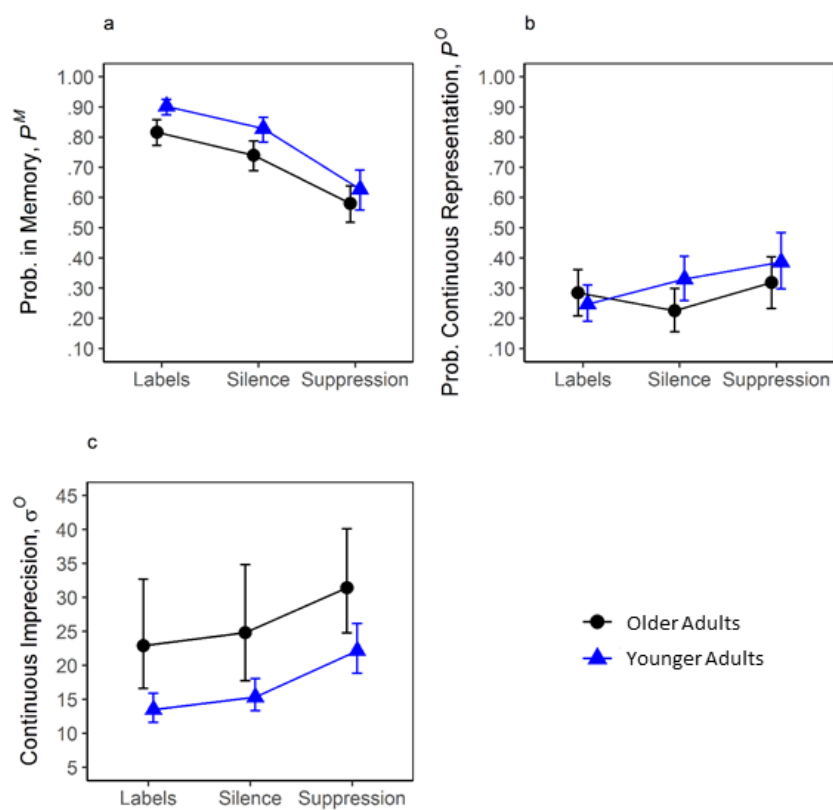 a
Prob. in Memory, P^M
1.00
.90
.80
.70
.60
.50
.40
.30
.20
.10
Labels Silence Suppression
b
Prob. Continuous Representation, P^O
1.00
.90
.80
.70
.60
.50
.40
.30
.20
.10
Labels Silence Suppression
c
Continuous Imprecision, σ^O
45
40
35
30
25
20
15
10
5
Labels Silence Suppression
Older Adults
Younger Adults